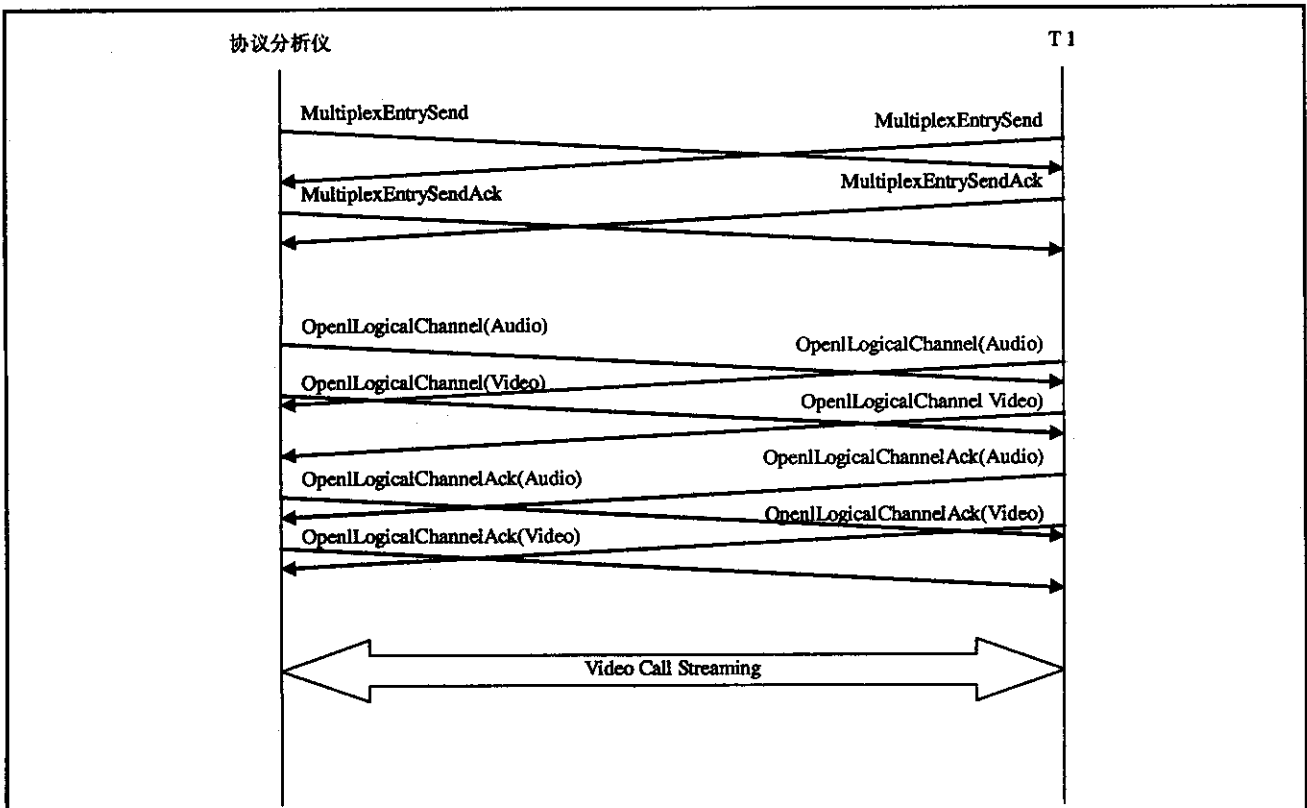 协议分析仪
T 1
MultiplexEntrySend
MultiplexEntrySend
MultiplexEntrySendAck
MultiplexEntrySendAck
OpenlLogicalChannel(Audio)
OpenlLogicalChannel(Audio)
OpenlLogicalChannel(Video)
OpenlLogicalChannel Video)
OpenlLogicalChannelAck(Audio)
OpenlLogicalChannelAck(Audio)
OpenlLogicalChannelAck(Video)
OpenlLogicalChannelAck(Video)
Video Call Streaming